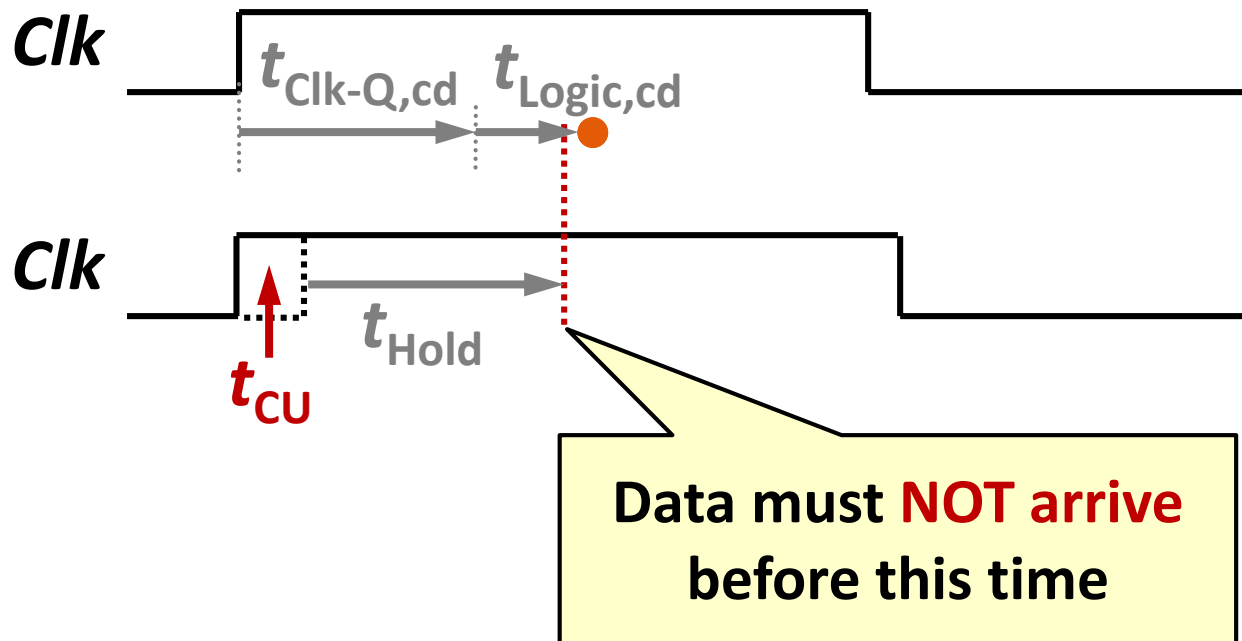 Clk
tClk-Q,cd
tLogic,cd
Clk
tHold
tCU
Data must NOT arrive
before this time